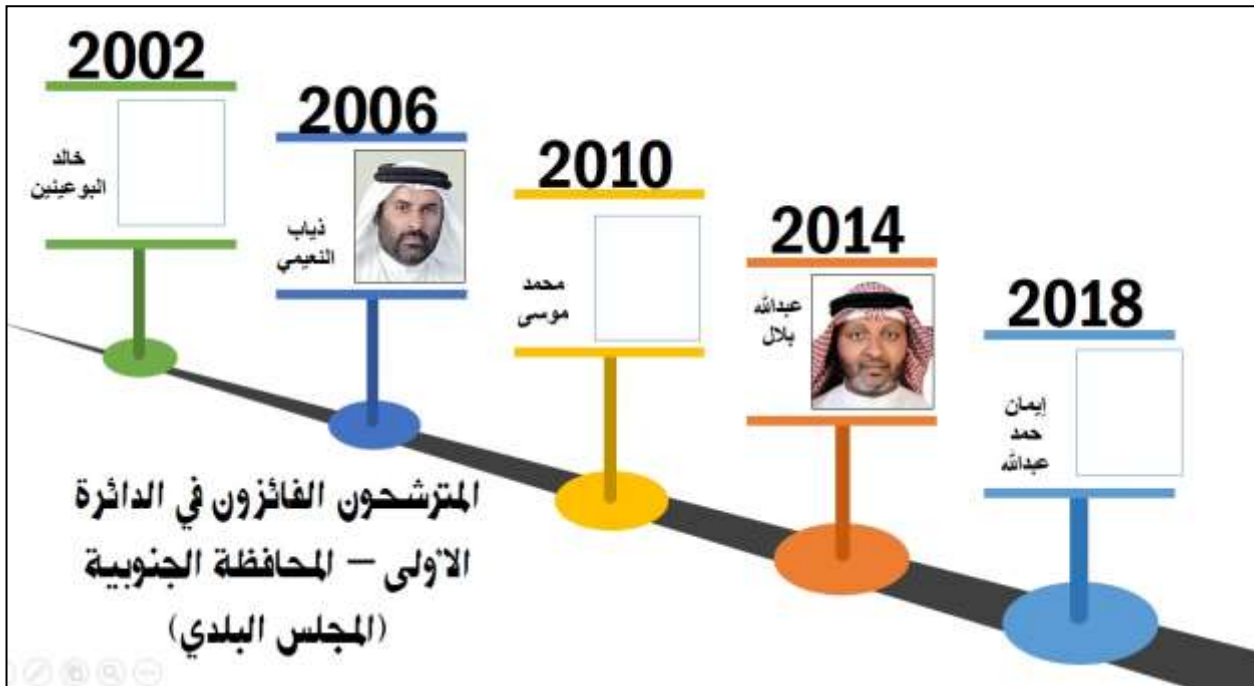 2002
خالد
البوعينين
2006
ذياب
النعيمي
2010
محمد
موسى
2014
عبدالله
بلال
2018
إيمان
حمد
عبدالله
المترشحون الفائزون في الدائرة
الأولى – المحافظة الجنوبية
(المجلس البلدي)